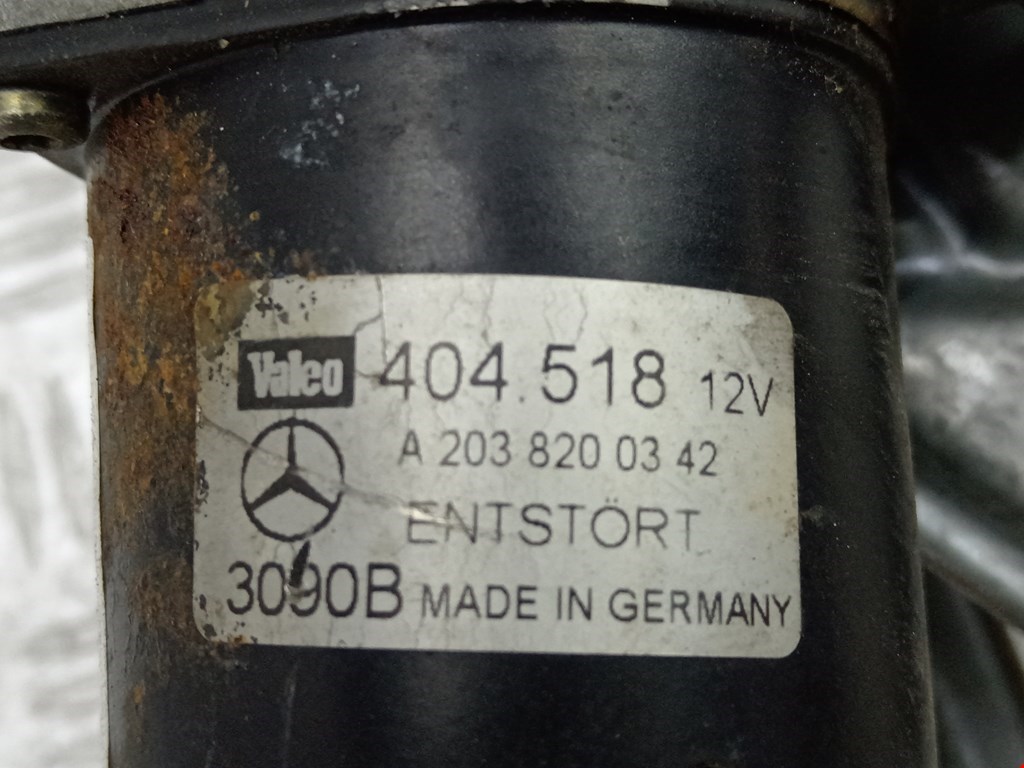 Valeo 404.518 12V
A 203 820 03 42
ENTSTÖRT
3090B MADE IN GERMANY